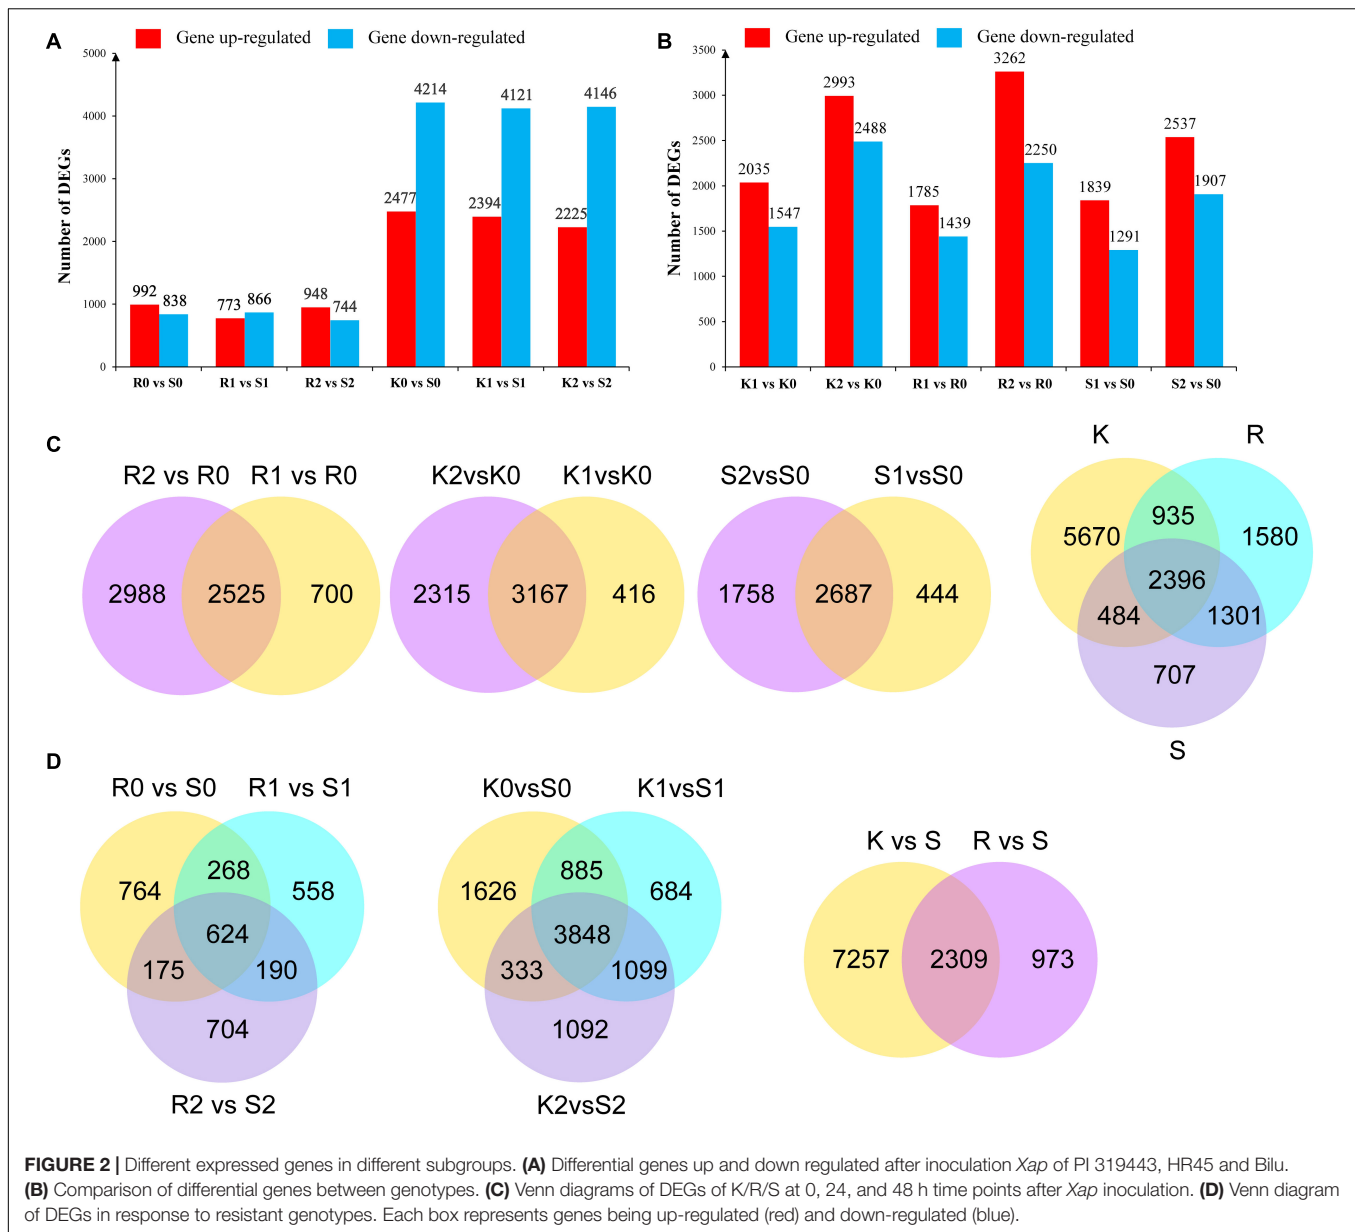 A
Gene up-regulated
Gene down-regulated
Number of DEGs
5000
4000
3000
2000
1000
0
992
838
773
866
948
744
2477
4214
2394
4121
2225
4146
R0 vs S0
R1 vs S1
R2 vs S2
K0 vs S0
K1 vs S1
K2 vs S2
B
Gene up-regulated
Gene down-regulated
Number of DEGs
3500
3000
2500
2000
1500
1000
500
0
2035
1547
2993
2488
1785
1439
3262
2250
1839
1291
2537
1907
K1 vs K0
K2 vs K0
R1 vs R0
R2 vs R0
S1 vs S0
S2 vs S0
C
R2 vs R0
R1 vs R0
2988
2525
700
K2vsK0
K1vsK0
2315
3167
416
S2vsS0
S1vsS0
1758
2687
444
K
R
5670
935
1580
2396
484
1301
707
S
D
R0 vs S0
R1 vs S1
764
268
558
624
175
190
704
R2 vs S2
K0vsS0
K1vsS1
1626
885
684
3848
333
1099
1092
K2vsS2
K vs S
R vs S
7257
2309
973
FIGURE 2 | Different expressed genes in different subgroups. (A) Differential genes up and down regulated after inoculation Xap of PI 319443, HR45 and Bilu.
(B) Comparison of differential genes between genotypes. (C) Venn diagrams of DEGs of K/R/S at 0, 24, and 48 h time points after Xap inoculation. (D) Venn diagram
of DEGs in response to resistant genotypes. Each box represents genes being up-regulated (red) and down-regulated (blue).